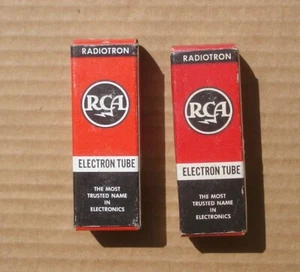 RADIOTRON
RCA
ELECTRON TUBE
THE MOST
TRUSTED NAME
IN
ELECTRONICS
RADIOTRON
RCA
ELECTRON TUBE
THE MOST
TRUSTED NAME
IN
ELECTRONICS